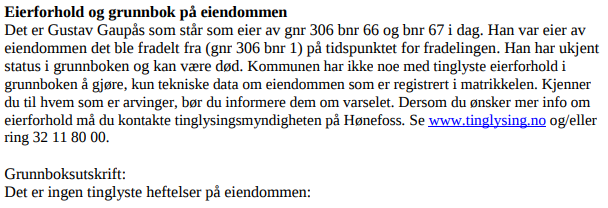 Eierforhold og grunnbok på eiendommen
Det er Gustav Gaupås som står som eier av gnr 306 bnr 66 og bnr 67 i dag. Han var eier av
eiendommen det ble fradelt fra (gnr 306 bnr 1) på tidspunktet for fradelingen. Han har ukjent
status i grunnboken og kan være død. Kommunen har ikke noe med tinglyste eierforhold i
grunnboken å gjøre, kun tekniske data om eiendommen som er registrert i matrikkelen. Kjenner
du til hvem som er arvinger, bør du informere dem om varselet. Dersom du ønsker mer info om
eierforhold må du kontakte tinglysingsmyndigheten på Hønefoss. Se www.tinglysing.no og/eller
ring 32 11 80 00.

Grunnboksutskrift:
Det er ingen tinglyste heftelser på eiendommen: